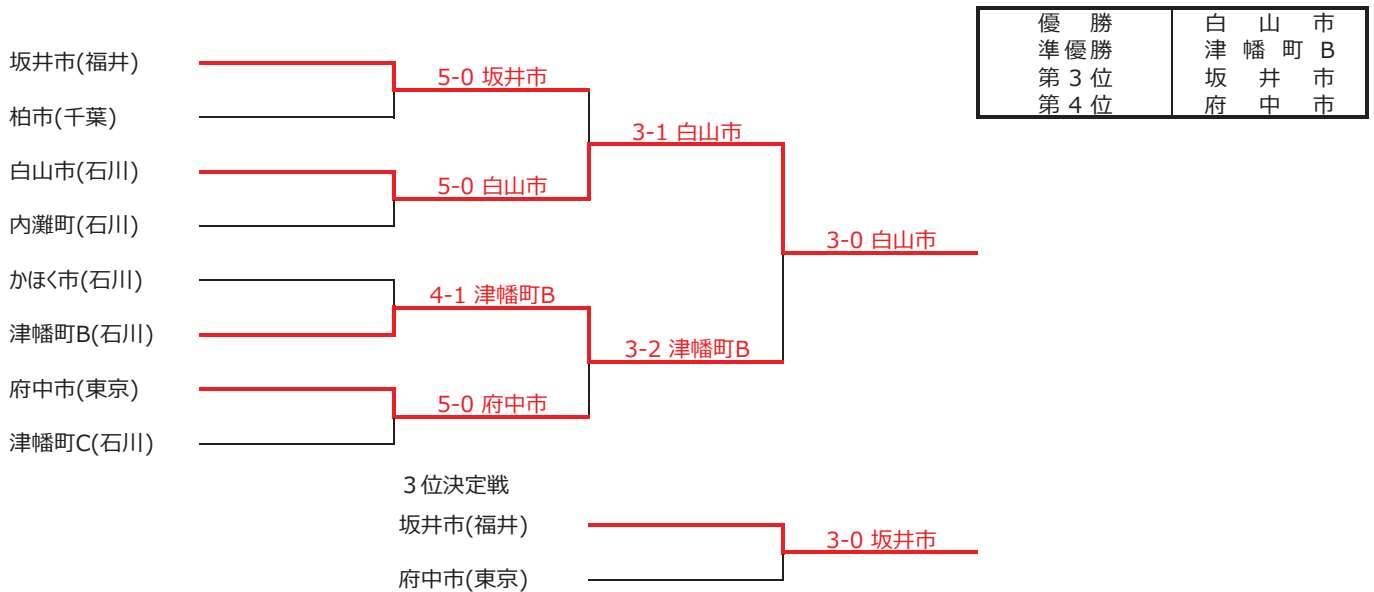 優勝 白山市
準優勝 津幡町B
第3位 坂井市
第4位 府中市
坂井市(福井)
5-0 坂井市
柏市(千葉)
3-1 白山市
白山市(石川)
5-0 白山市
内灘町(石川)
3-0 白山市
かほく市(石川)
4-1 津幡町B
津幡町B(石川)
3-2 津幡町B
府中市(東京)
5-0 府中市
津幡町C(石川)
3位決定戦
坂井市(福井)
3-0 坂井市
府中市(東京)